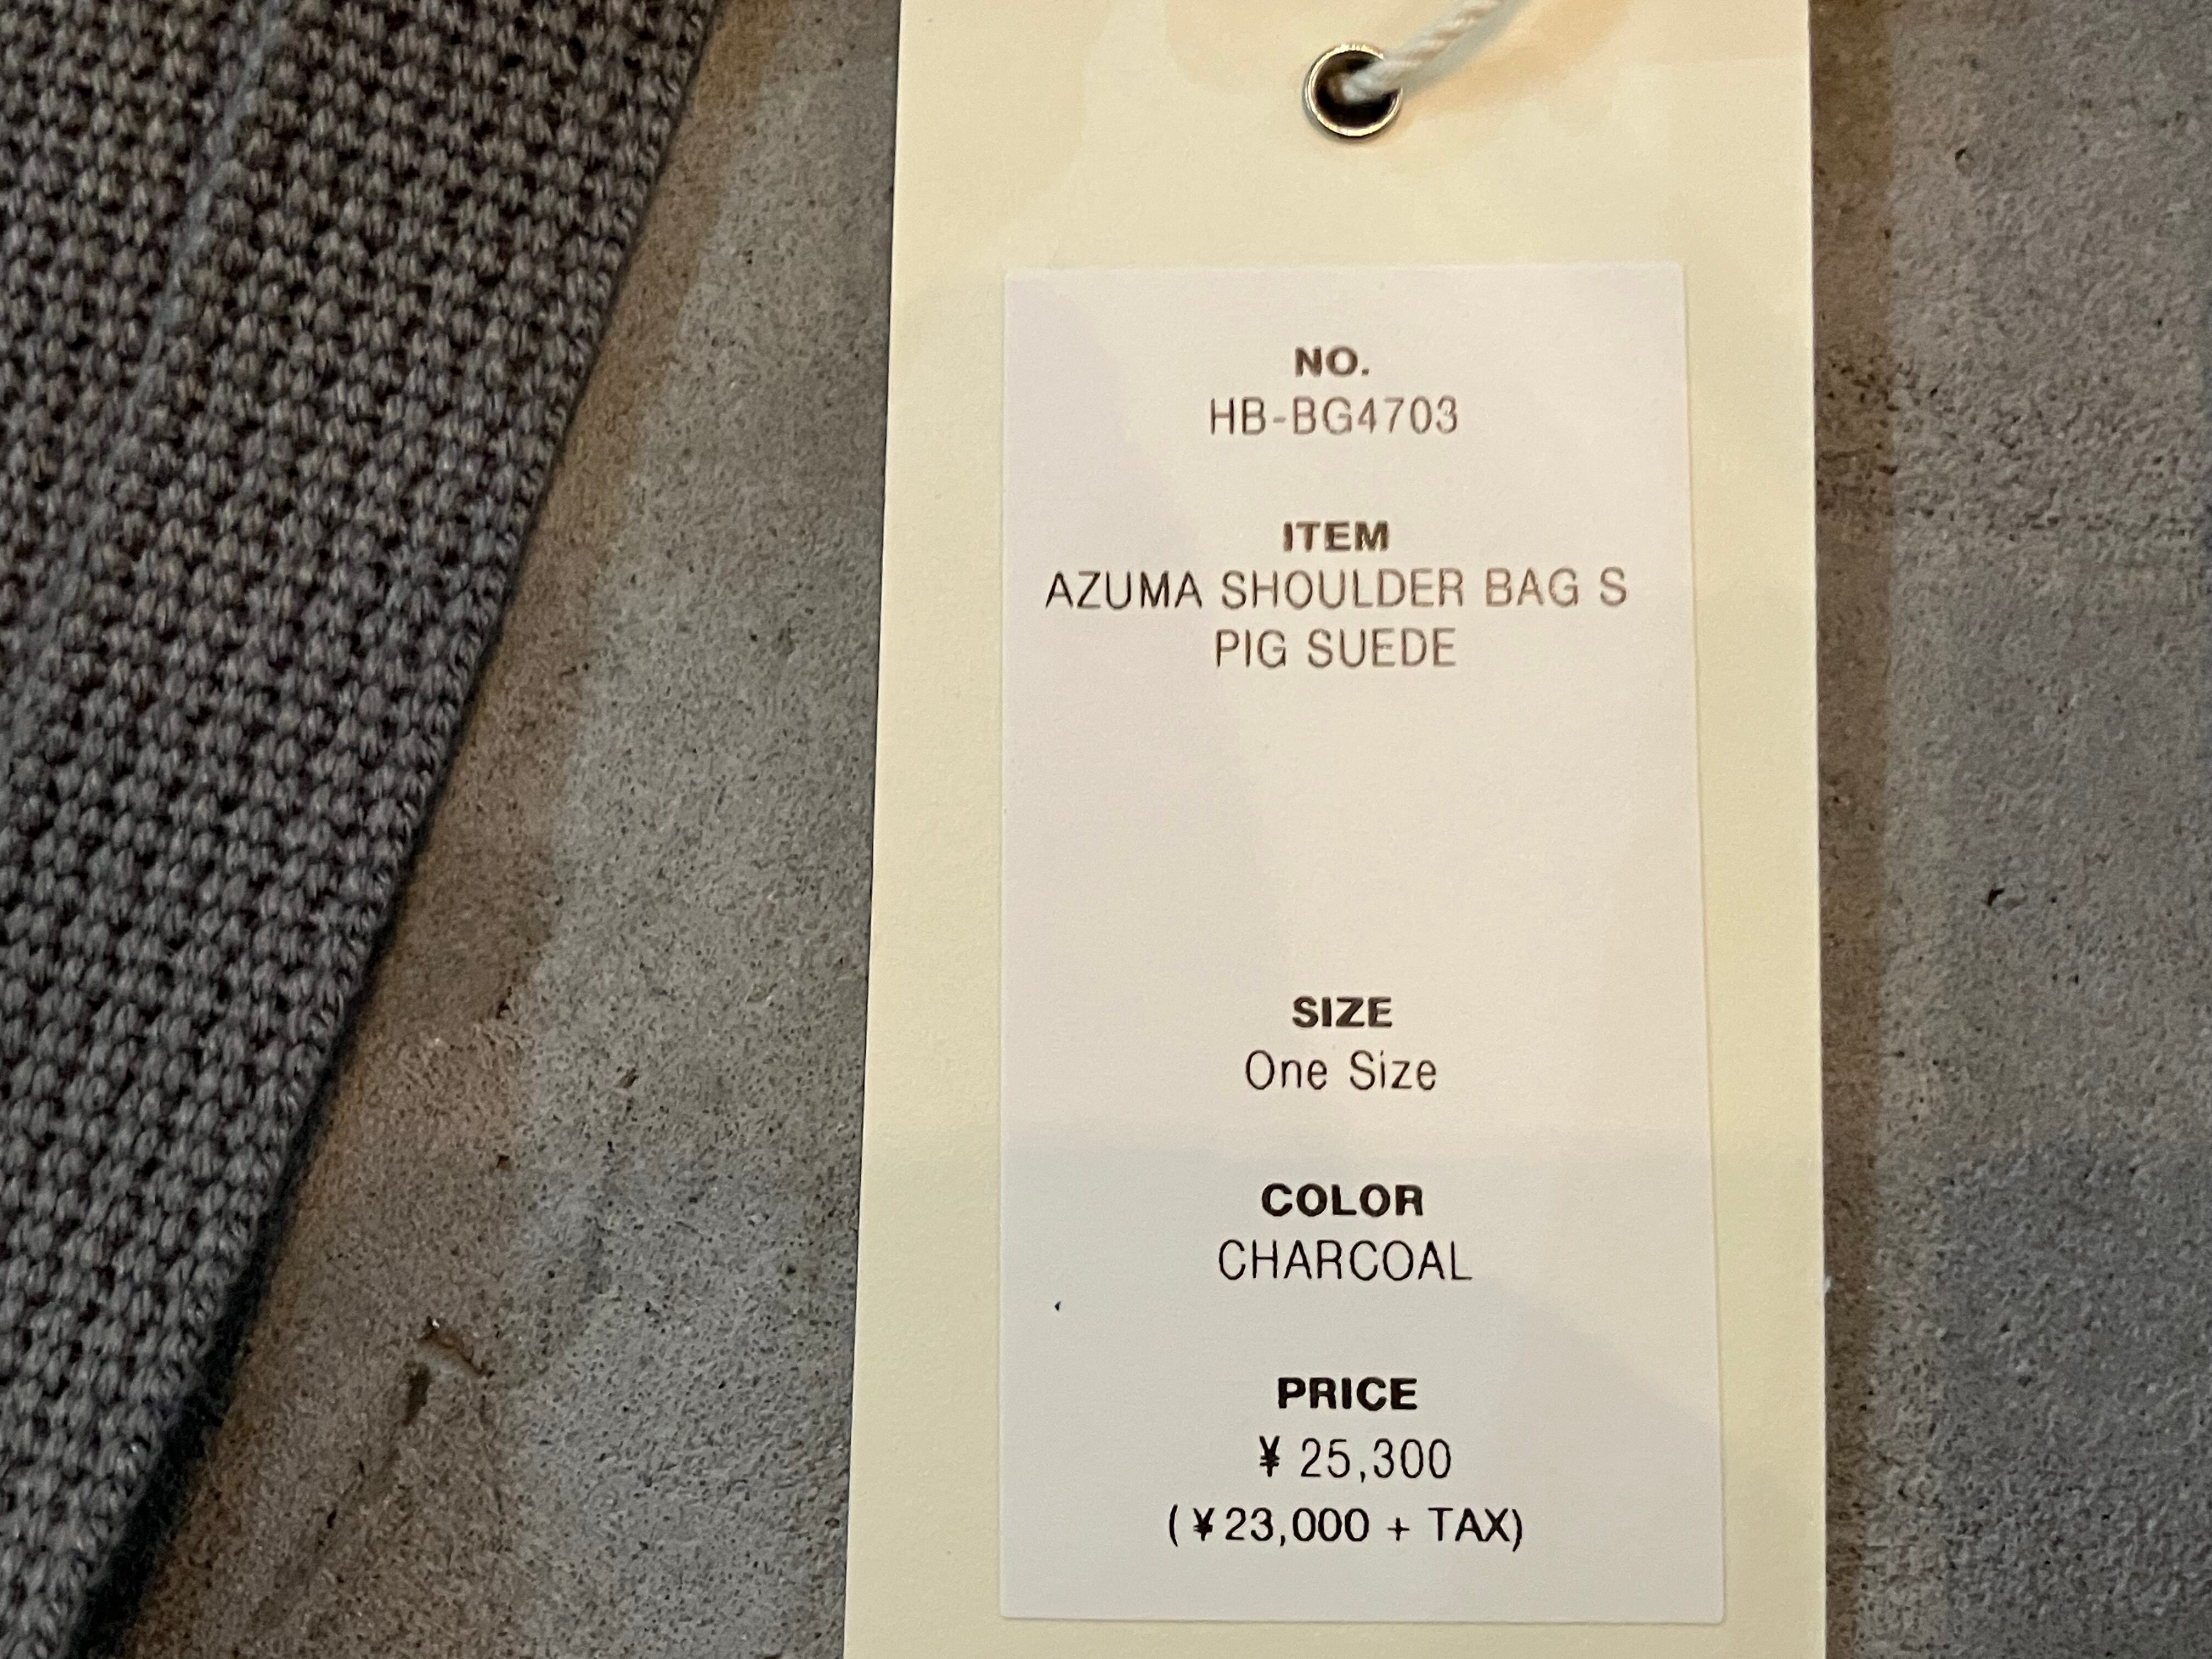 NO.
HB-BG4703
ITEM
AZUMA SHOULDER BAG S
PIG SUEDE
SIZE
One Size
COLOR
CHARCOAL
PRICE
¥ 25,300
(¥23,000 + TAX)